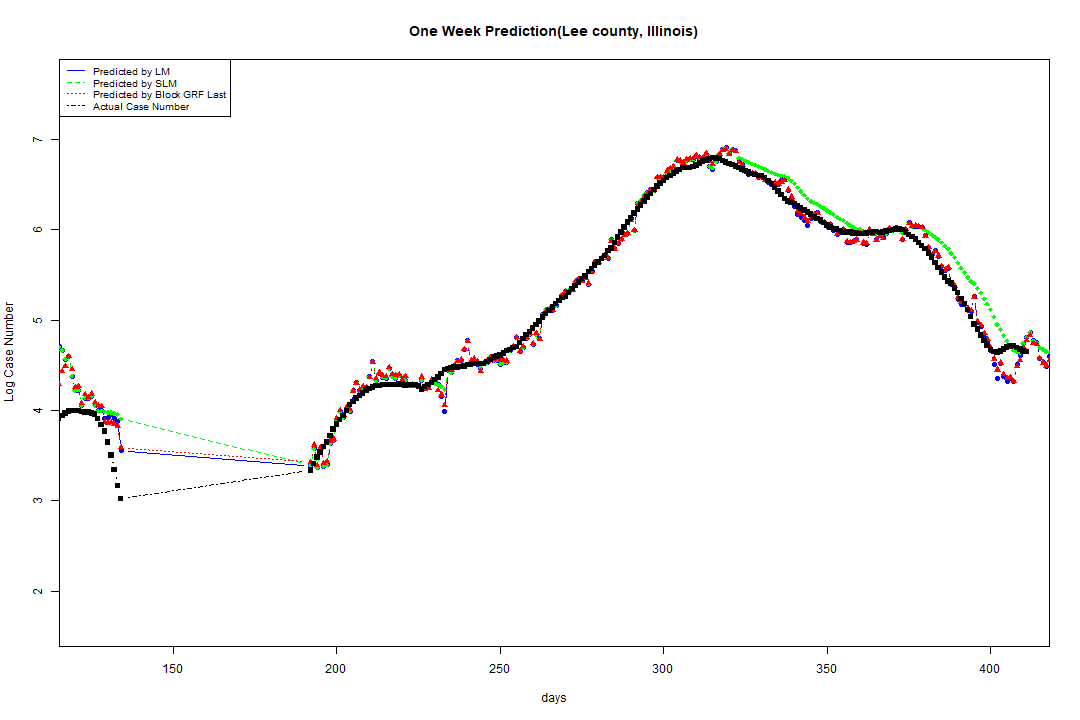 One Week Prediction(Lee county, Illinois)
Predicted by LM
Predicted by SLM
Predicted by Block GRF Last
Actual Case Number
7
6
5
4
3
2
Log Case Number
150 200 250 300 350 400
days